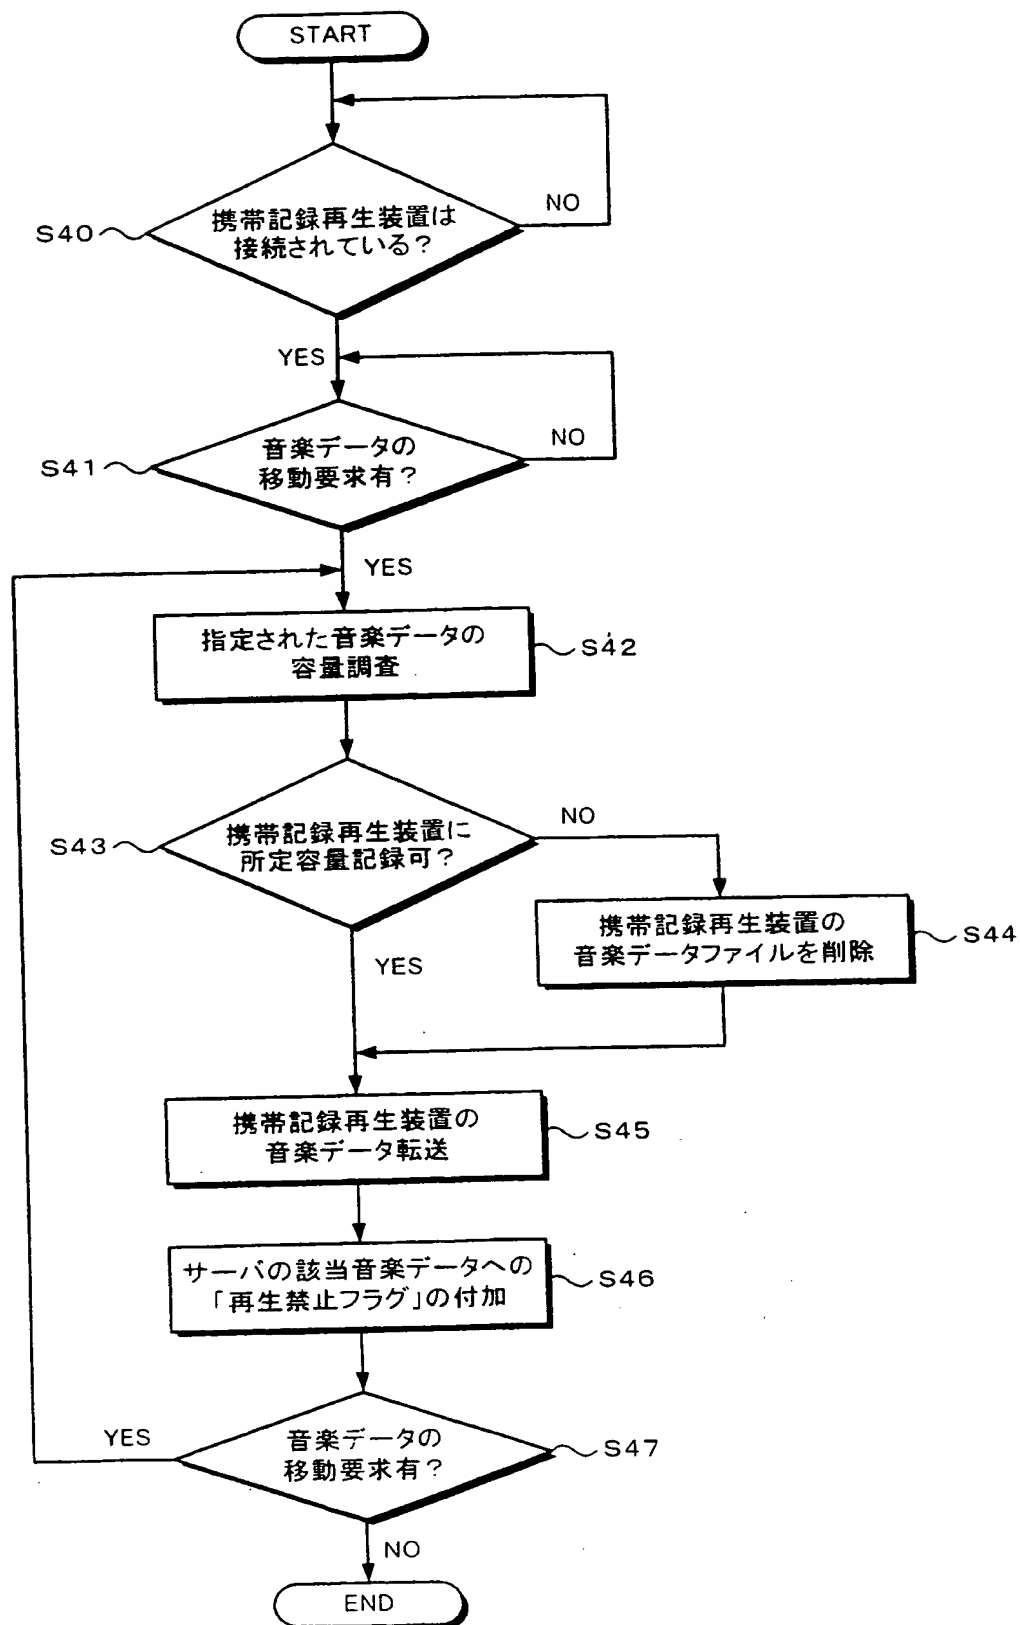 START
NO
S40
携帯記録再生装置は
接続されている?
YES
NO
S41
音楽データの
移動要求有?
YES
指定された音楽データの
容量調査
S42
NO
S43
携帯記録再生装置に
所定容量記録可?
携帯記録再生装置の
音楽データファイルを削除
S44
YES
携帯記録再生装置の
音楽データ転送
S45
サーバの該当音楽データへの
「再生禁止フラグ」の付加
S46
YES
音楽データの
移動要求有?
S47
NO
END